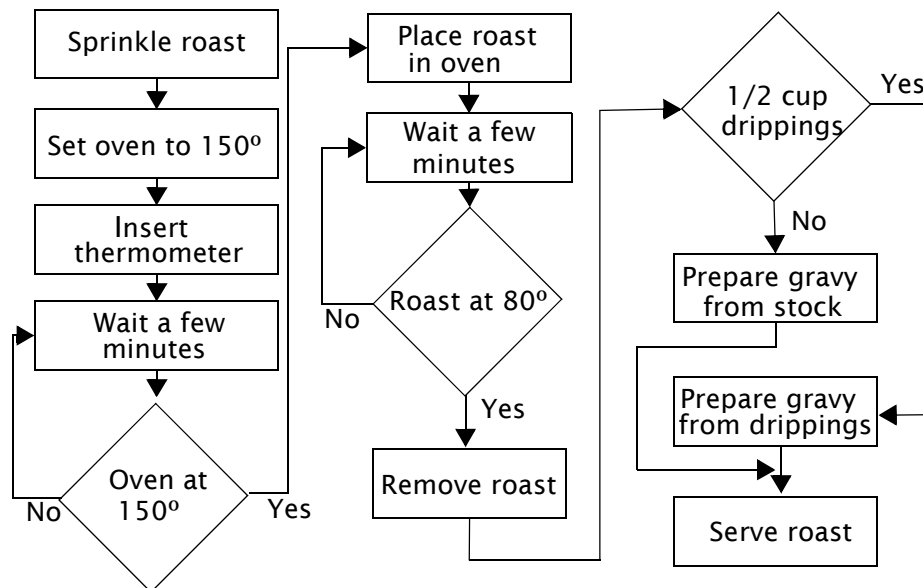 Sprinkle roast
Set oven to 150º
Insert
thermometer
Wait a few
minutes
Oven at
150º
No
Yes
Place roast
in oven
Wait a few
minutes
Roast at 80º
No
Yes
Remove roast
1/2 cup
drippings
Yes
No
Prepare gravy
from stock
Prepare gravy
from drippings
Serve roast